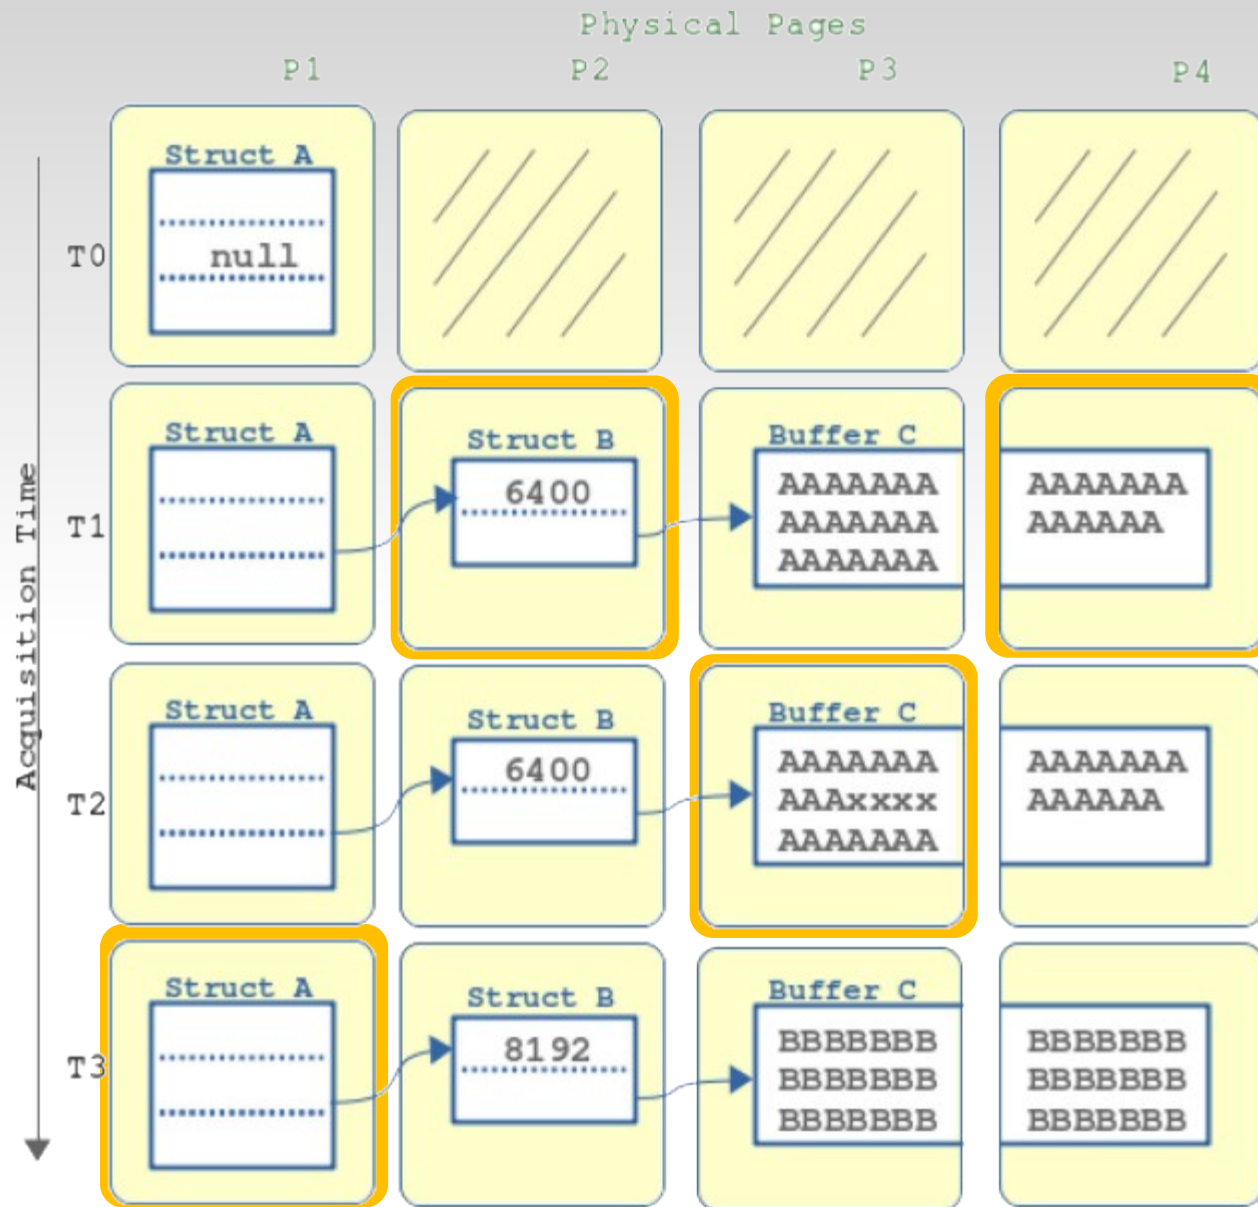 Physical Pages
P1 P2 P3 P4
Acquisition Time
T0
Struct A
null
T1
Struct A
Struct B
6400
Buffer C
AAAAAAA
AAAAAAA
AAAAAAA
AAAAAAA
AAAAAA
T2
Struct A
Struct B
6400
Buffer C
AAAAAAA
AAAxxxx
AAAAAAA
AAAAAAA
AAAAAA
T3
Struct A
Struct B
8192
Buffer C
BBBBBBB
BBBBBBB
BBBBBBB
BBBBBBB
BBBBBBB
BBBBBBB